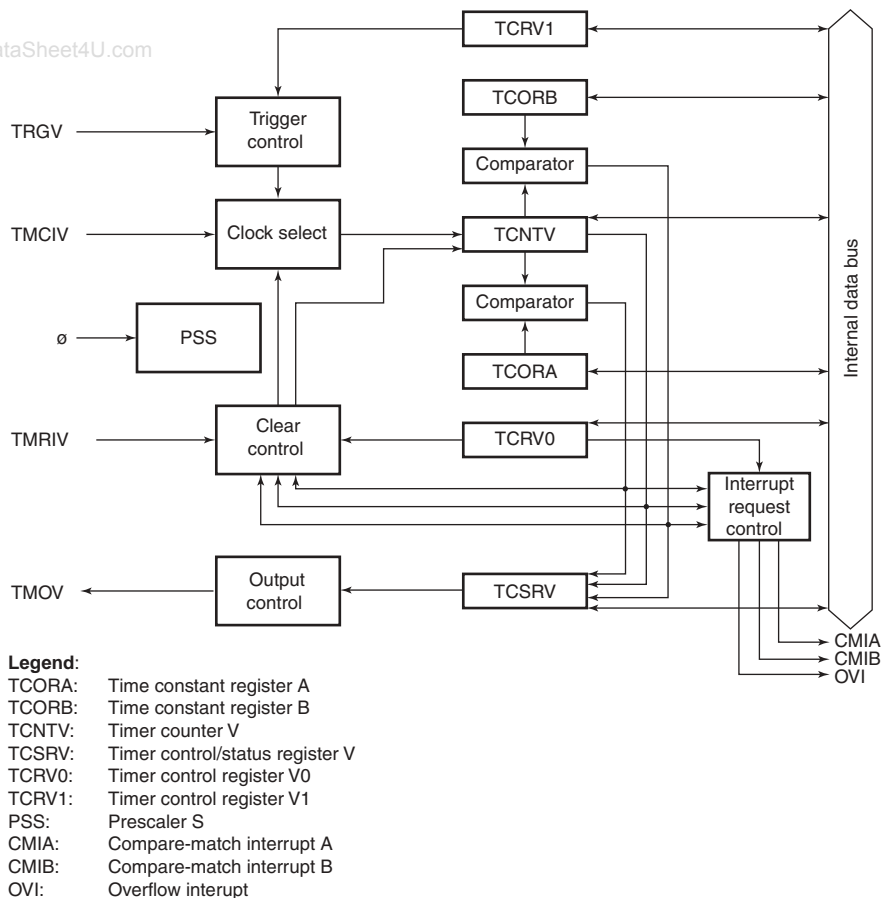 ataSheet4U.com
TCRV1
TCORB
TRGV
Trigger
control
Comparator
TMCIV
Clock select
TCNTV
Internal data bus
Comparator
ø
PSS
TCORA
TMRIV
Clear
control
TCRV0
Interrupt
request
control
TMOV
Output
control
TCSRV
CMIA
CMIB
OVI
Legend:
TCORA: Time constant register A
TCORB: Time constant register B
TCNTV: Timer counter V
TCSRV: Timer control/status register V
TCRV0: Timer control register V0
TCRV1: Timer control register V1
PSS: Prescaler S
CMIA: Compare-match interrupt A
CMIB: Compare-match interrupt B
OVI: Overflow interupt